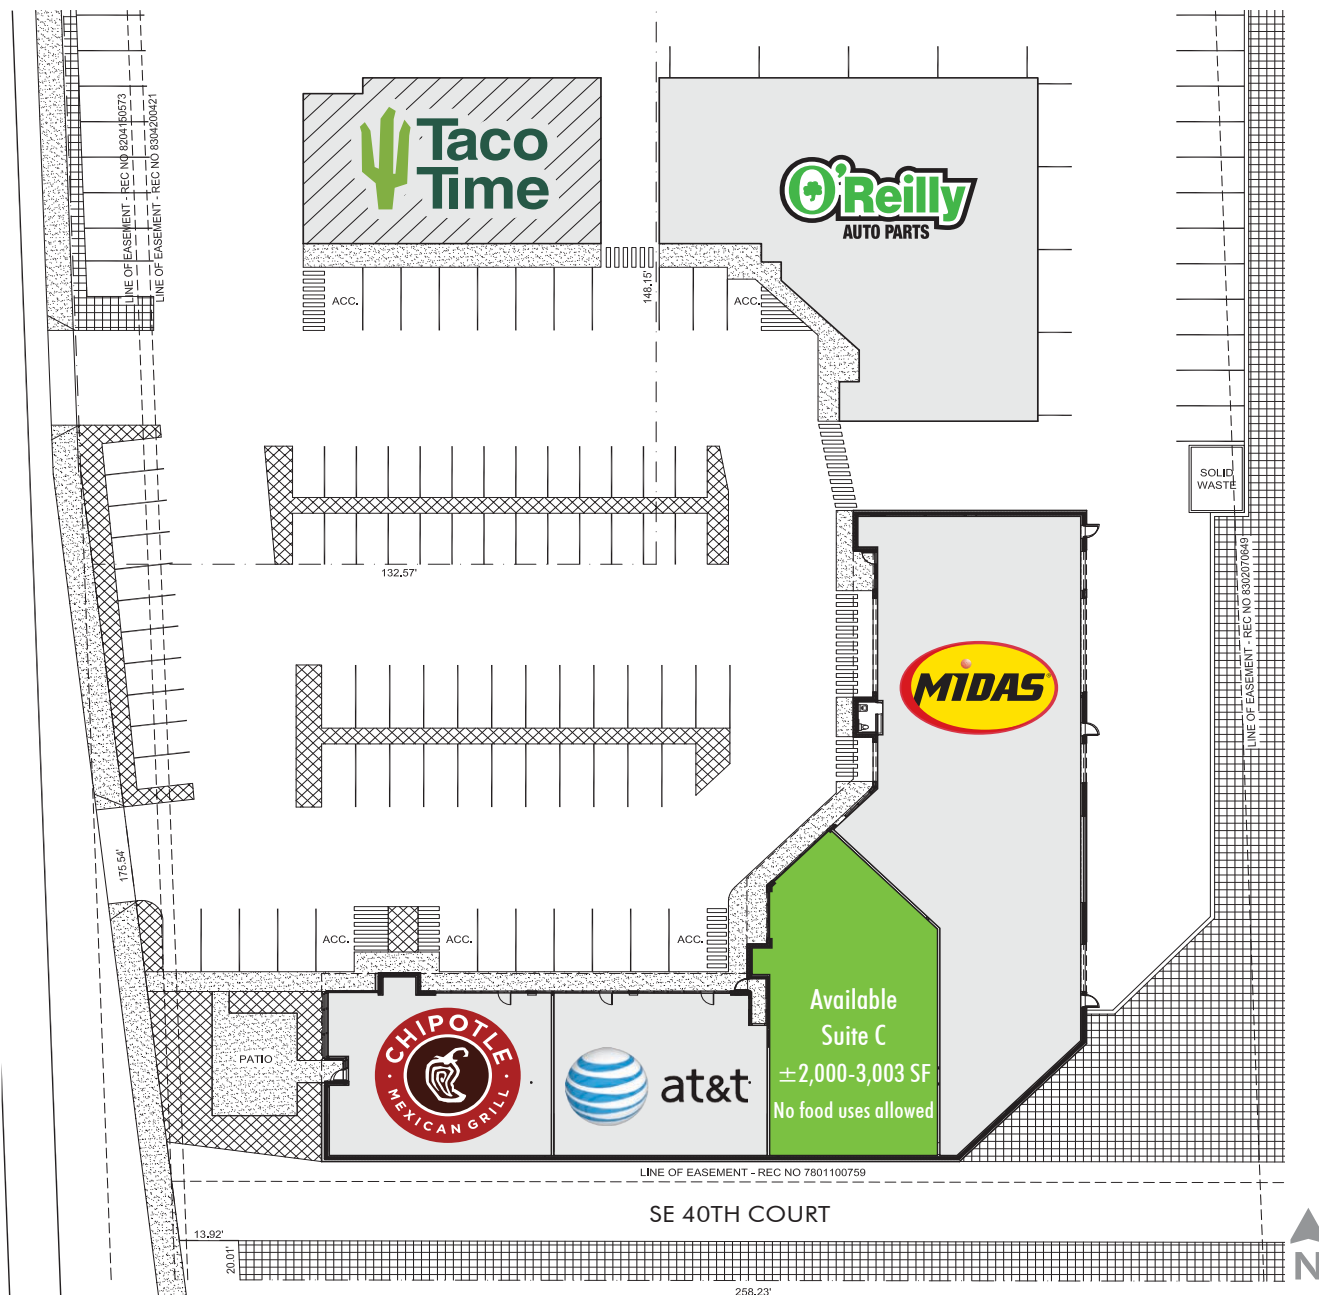 LINE OF EASEMENT - REC NO 8204150573
LINE OF EASEMENT - REC NO 8304200421
Taco
Time
O'Reilly
AUTO PARTS
ACC.
148.15'
ACC.
SOLID
WASTE
132.57'
LINE OF EASEMENT - REC NO 8302070649
MIDAS
175.54'
ACC.
ACC.
ACC.
PATIO
CHIPOTLE
MEXICAN GRILL
at&t
Available
Suite C
±2,000-3,003 SF
No food uses allowed
LINE OF EASEMENT - REC NO 7801100759
SE 40TH COURT
13.92'
20.01'
258.23'
N